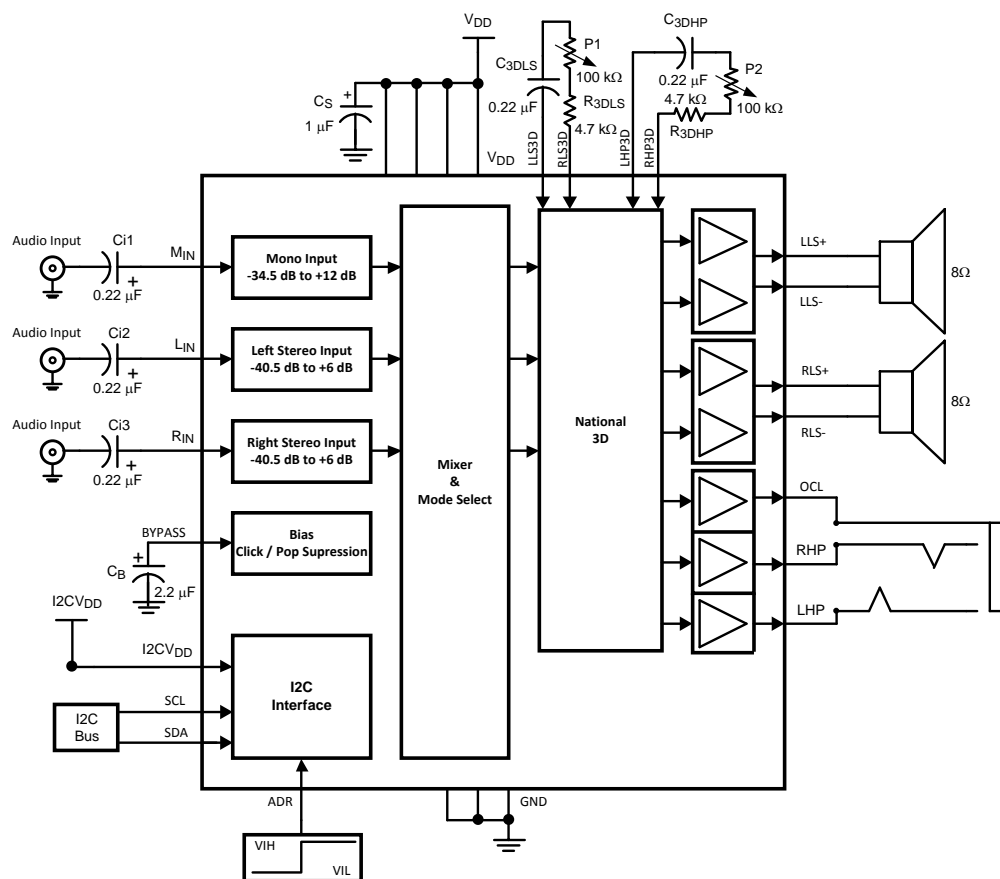 VDD
C3DHP
P1
C3DLS
P2
100 kΩ
0.22 μF
CS
+
0.22 μF
R3DLS
4.7 kΩ
100 kΩ
1 μF
4.7 kΩ
R3DHP
VDD
LLS3D
RLS3D
LHP3D
RHP3D
Audio Input
Ci1
MIN
+
0.22 μF
Mono Input
-34.5 dB to +12 dB
LLS+
8Ω
LLS-
Audio Input
Ci2
LIN
+
0.22 μF
Left Stereo Input
-40.5 dB to +6 dB
RLS+
8Ω
RLS-
Audio Input
Ci3
RIN
+
0.22 μF
Right Stereo Input
-40.5 dB to +6 dB
National
3D
Mixer
&
Mode Select
OCL
BYPASS
+
CB
2.2 μF
Bias
Click / Pop Supression
RHP
LHP
I2CVDD
I2CVDD
I2C
Interface
SCL
I2C
Bus
SDA
ADR
GND
VIH
VIL